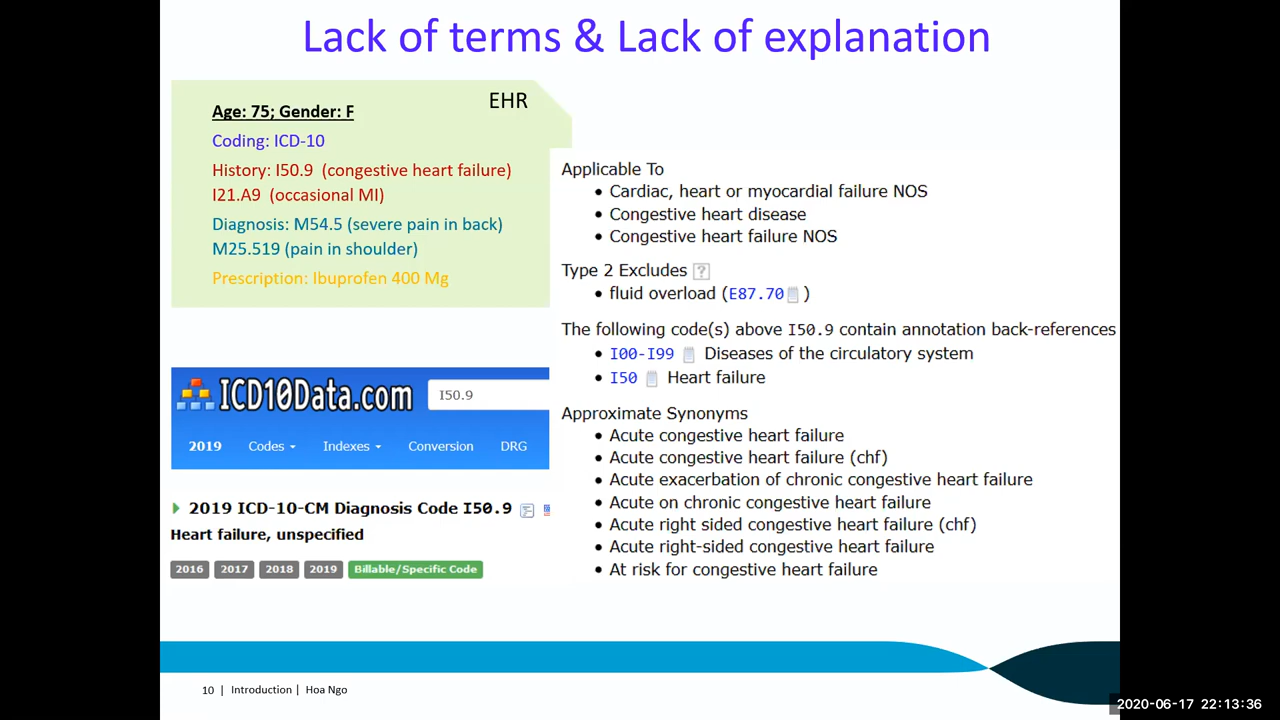 Lack of terms & Lack of explanation
EHR
Age: 75; Gender: F
Coding: ICD-10
History: I50.9 (congestive heart failure)
I21.A9 (occasional MI)
Diagnosis: M54.5 (severe pain in back)
M25.519 (pain in shoulder)
Prescription: Ibuprofen 400 Mg
ICD10Data.com
I50.9
2019 Codes Indexes Conversion DRG
2019 ICD-10-CM Diagnosis Code I50.9
Heart failure, unspecified
2016 2017 2018 2019 Billable/Specific Code
Applicable To
• Cardiac, heart or myocardial failure NOS
• Congestive heart disease
• Congestive heart failure NOS
Type 2 Excludes ?
• fluid overload (E87.70 )
The following code(s) above I50.9 contain annotation back-references
• I00-I99 Diseases of the circulatory system
• I50 Heart failure
Approximate Synonyms
• Acute congestive heart failure
• Acute congestive heart failure (chf)
• Acute exacerbation of chronic congestive heart failure
• Acute on chronic congestive heart failure
• Acute right sided congestive heart failure (chf)
• Acute right-sided congestive heart failure
• At risk for congestive heart failure
10 | Introduction | Hoa Ngo
2020-06-17 22:13:36